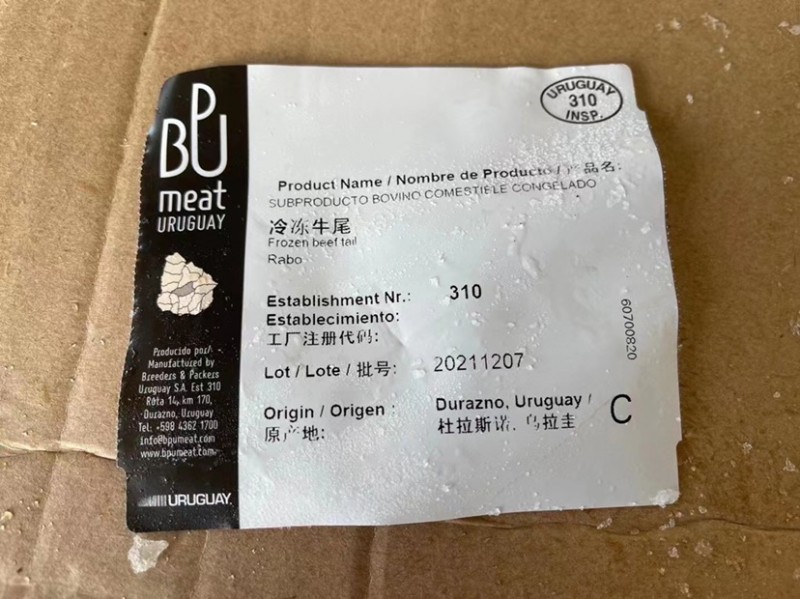 BPU
meat
URUGUAY
Producido por/
Manufactured by
Breeders & Packers
Uruguay S.A. Est 310
Ruta 14, km 170,
Durazno, Uruguay
Tel: +598 4362 1700
info@bpumeat.com
www.bpumeat.com
URUGUAY
URUGUAY
310
INSP.
Product Name / Nombre de Producto / 产品名:
SUBPRODUCTO BOVINO COMESTIBLE CONGELADO
冷冻牛尾
Frozen beef tail
Rabo
Establishment Nr.: 310
Establecimiento:
工厂注册代码:
Lot / Lote / 批号: 20211207
Origin / Origen : Durazno, Uruguay /
原产地: 杜拉斯诺, 乌拉圭
C
60700820